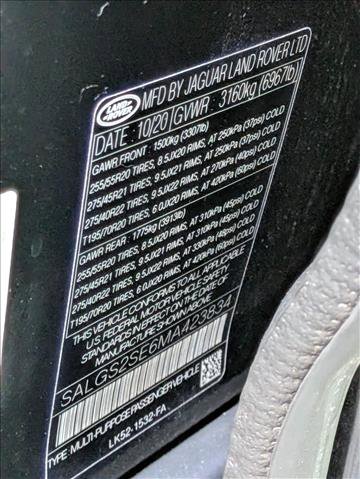 LAND
ROVER
MFD BY JAGUAR LAND ROVER LTD
DATE: 10/20 GVWR : 3160kg (6967lb)
GAWR FRONT : 1500kg (3307lb)
255/55R20 TIRES, 8.5JX20 RIMS, AT 250kPa (37psi) COLD
275/45R21 TIRES, 9.5JX21 RIMS, AT 250kPa (37psi) COLD
275/40R22 TIRES, 9.5JX22 RIMS, AT 270kPa (40psi) COLD
T195/70R20 TIRES, 6.0JX20 RIMS, AT 420kPa (60psi) COLD
GAWR REAR : 1775kg (3913lb)
255/55R20 TIRES, 8.5JX20 RIMS, AT 310kPa (45psi) COLD
275/45R21 TIRES, 9.5JX21 RIMS, AT 310kPa (45psi) COLD
275/40R22 TIRES, 9.5JX22 RIMS, AT 330kPa (48psi) COLD
T195/70R20 TIRES, 6.0JX20 RIMS, AT 420kPa (60psi) COLD
THIS VEHICLE CONFORMS TO ALL APPLICABLE
U.S. FEDERAL MOTOR VEHICLE SAFETY
STANDARDS IN EFFECT ON THE DATE OF
MANUFACTURE SHOWN ABOVE
SALGS2SE6MA423834
TYPE: MULTI-PURPOSE PASSENGER VEHICLE
LK52-1532-FA